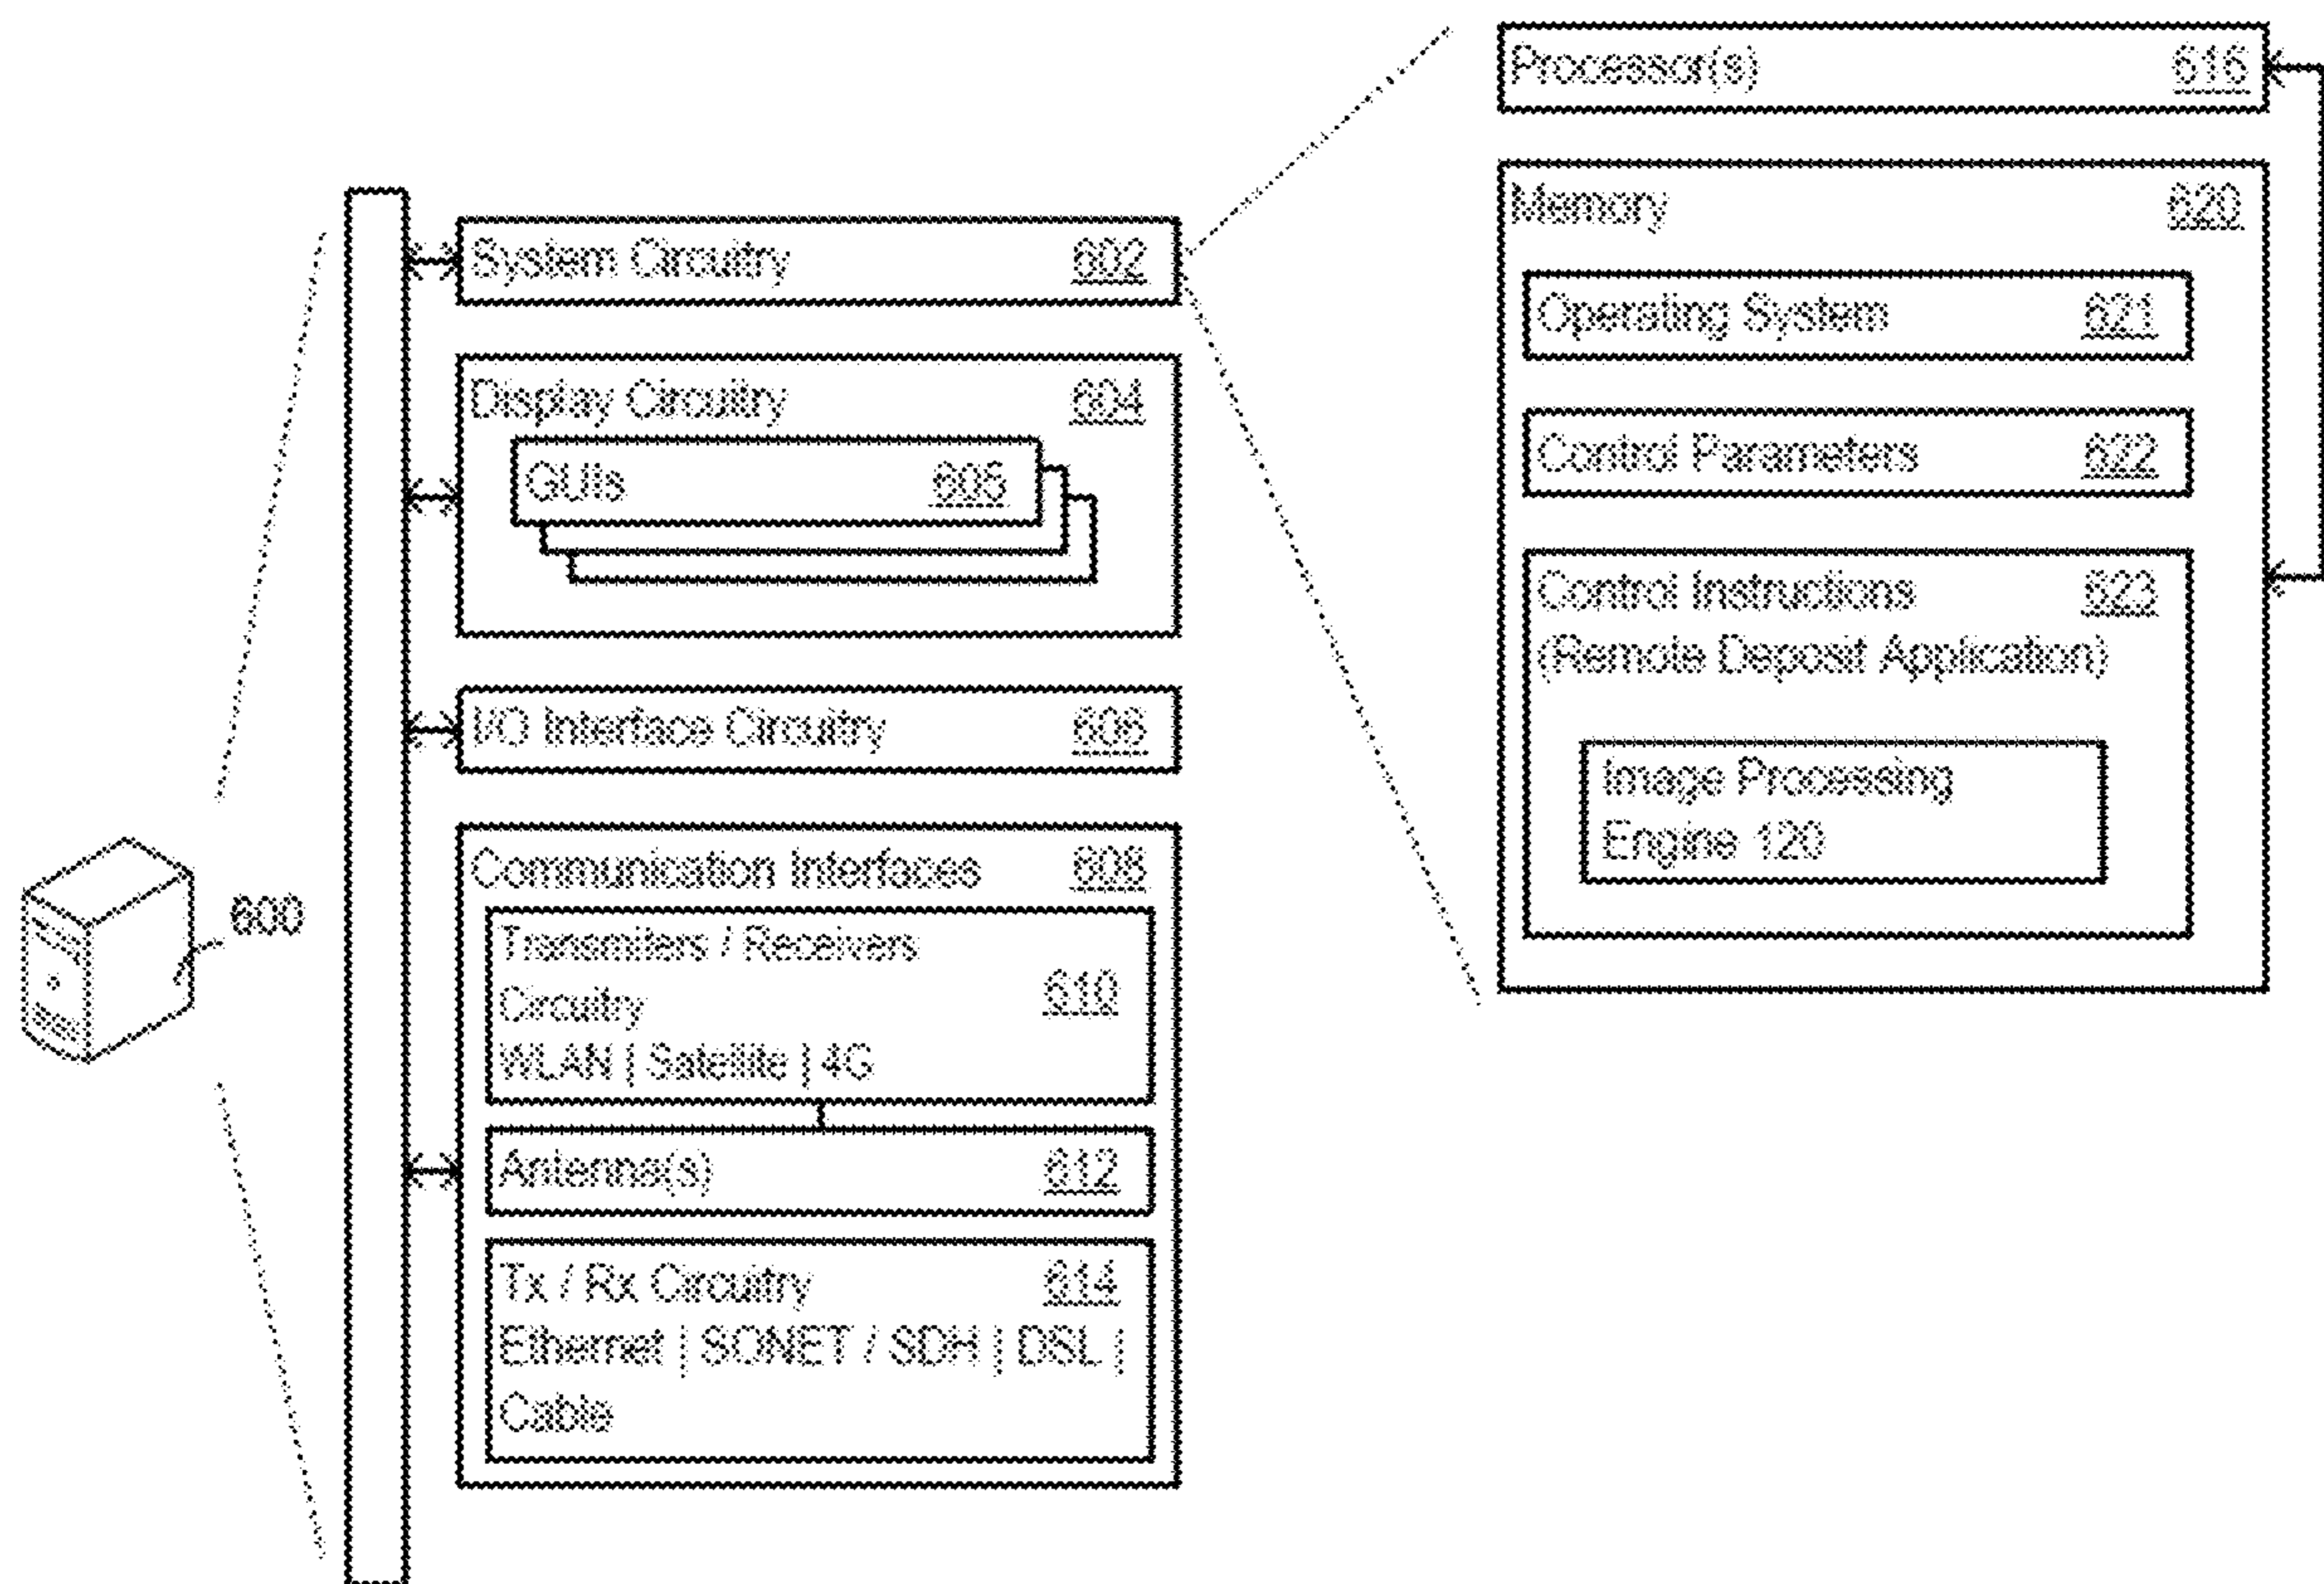 Processor(s) 616
Memory 620
System Circuitry 602
Operating System 621
Display Circuitry 604
Control Parameters 622
GUIs 605
Control Instructions 623
(Remote Deposit Application)
I/O Interface Circuitry 606
Image Processing
Engine 120
Communication Interfaces 608
600
Transmitters / Receivers
Circuitry 610
WLAN | Satellite | 4G
Antenna(s) 612
Tx / Rx Circuitry 614
Ethernet | SONET / SDH | DSL |
Cable